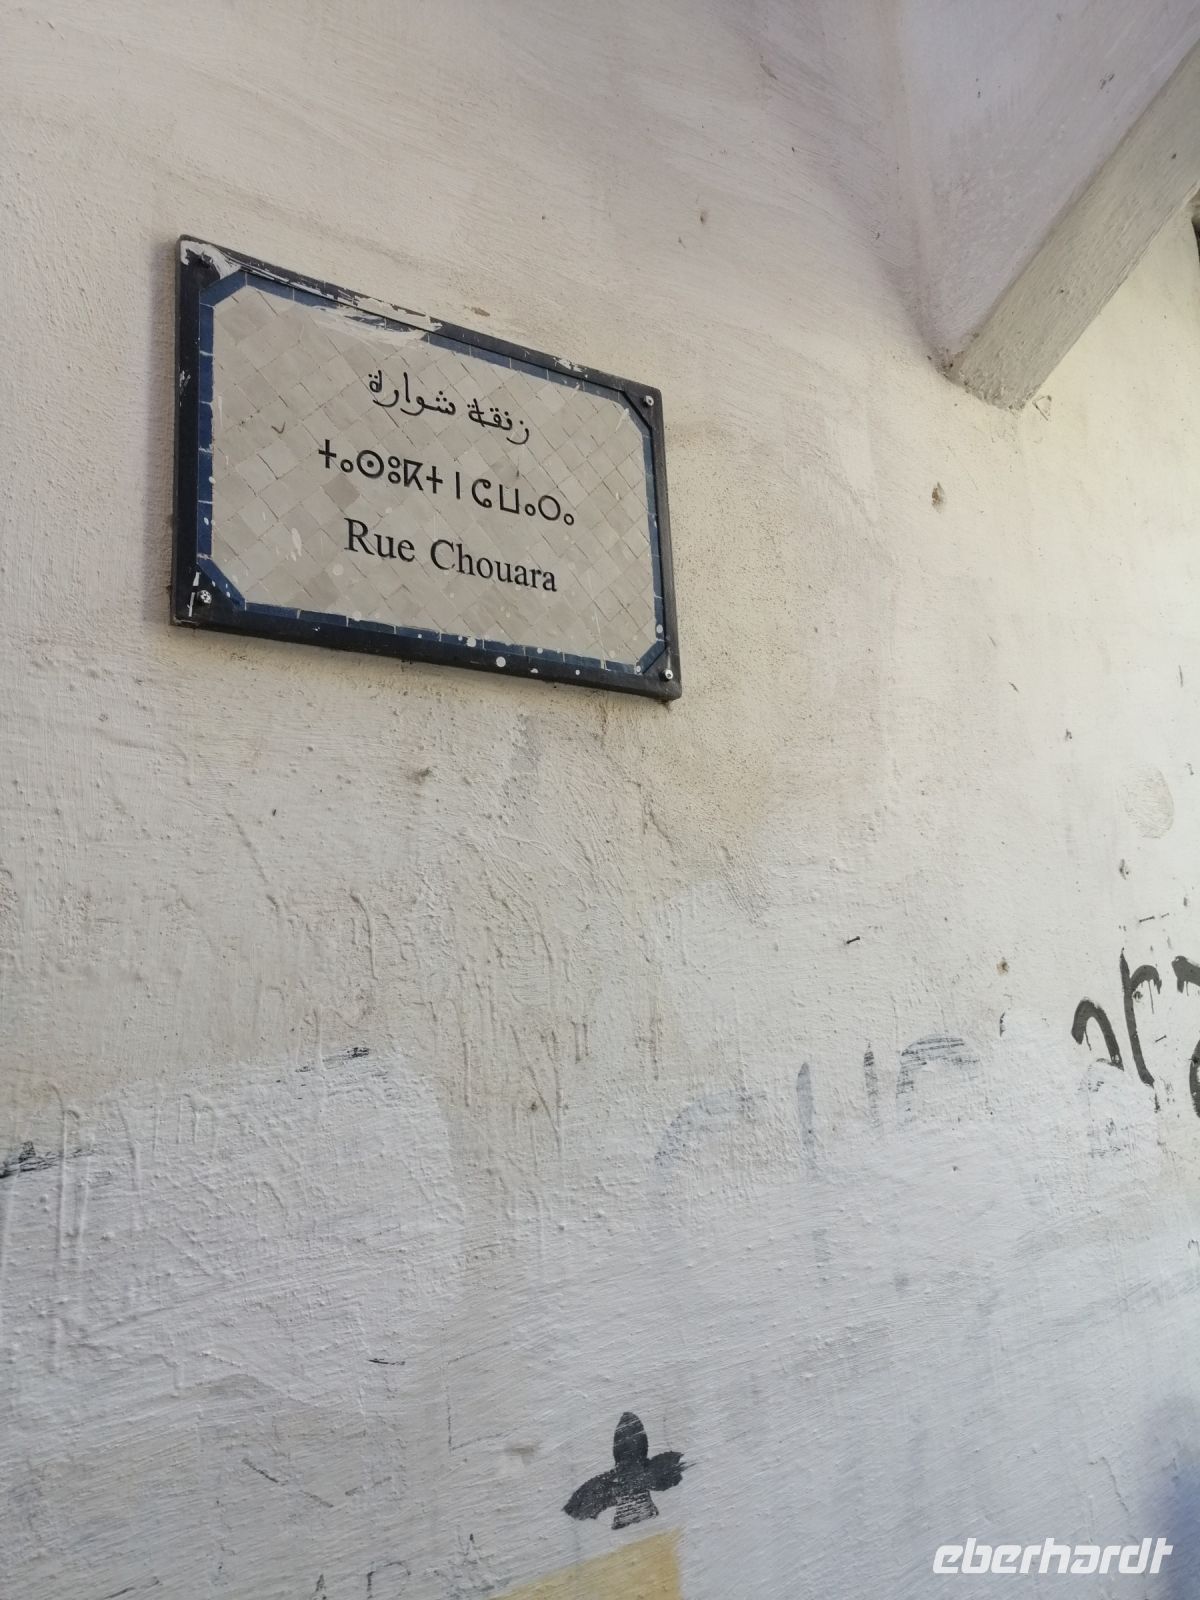 زنقة شوارة
ⵜⴰⵙⵓⴽⵜ ⵏ ⵛⵡⴰⵔⴰ
Rue Chouara
eberhardt